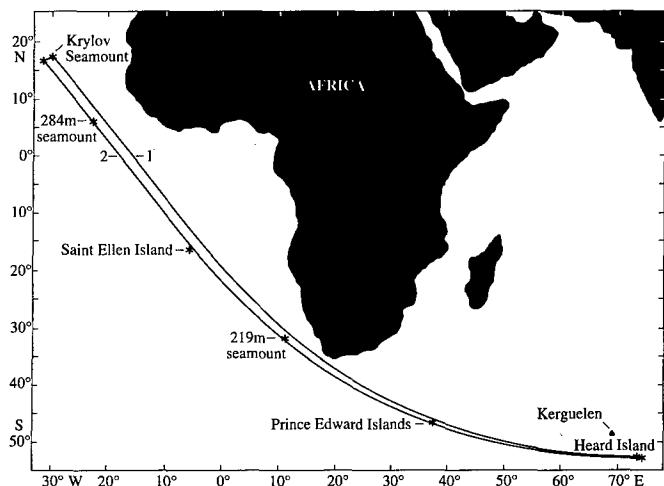 20°
N
10°
0°
10°
20°
30°
40°
S
50°
Krylov
Seamount
284m
seamount
2 1
AFRICA
Saint Ellen Island
219m
seamount
Prince Edward Islands
Kerguelen
Heard Island
30° W 20° 10° 0° 10° 20° 30° 40° 50° 60° 70° E